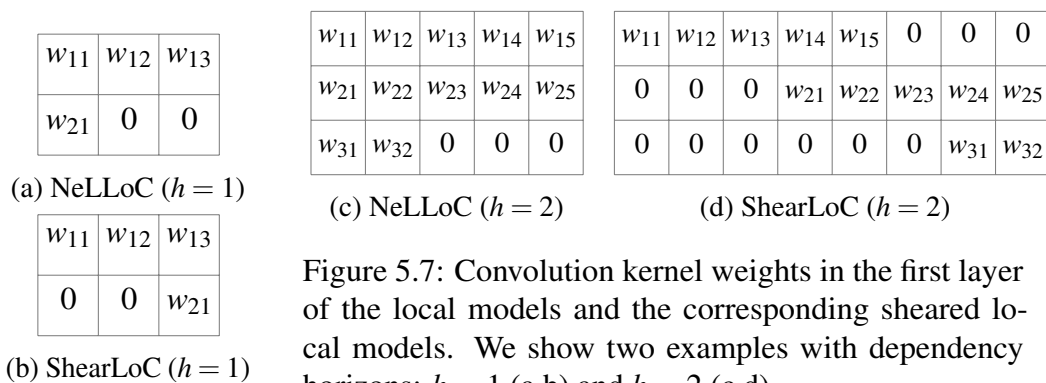 w11 w12 w13
w21 0 0
(a) NeLLoC (h = 1)
w11 w12 w13
0 0 w21
(b) ShearLoC (h = 1)
w11 w12 w13 w14 w15
w21 w22 w23 w24 w25
w31 w32 0 0 0
(c) NeLLoC (h = 2)
w11 w12 w13 w14 w15 0 0 0
0 0 0 w21 w22 w23 w24 w25
0 0 0 0 0 0 w31 w32
(d) ShearLoC (h = 2)
Figure 5.7: Convolution kernel weights in the first layer
of the local models and the corresponding sheared lo-
cal models. We show two examples with dependency
horizons: h = 1 (a,b) and h = 2 (c,d)